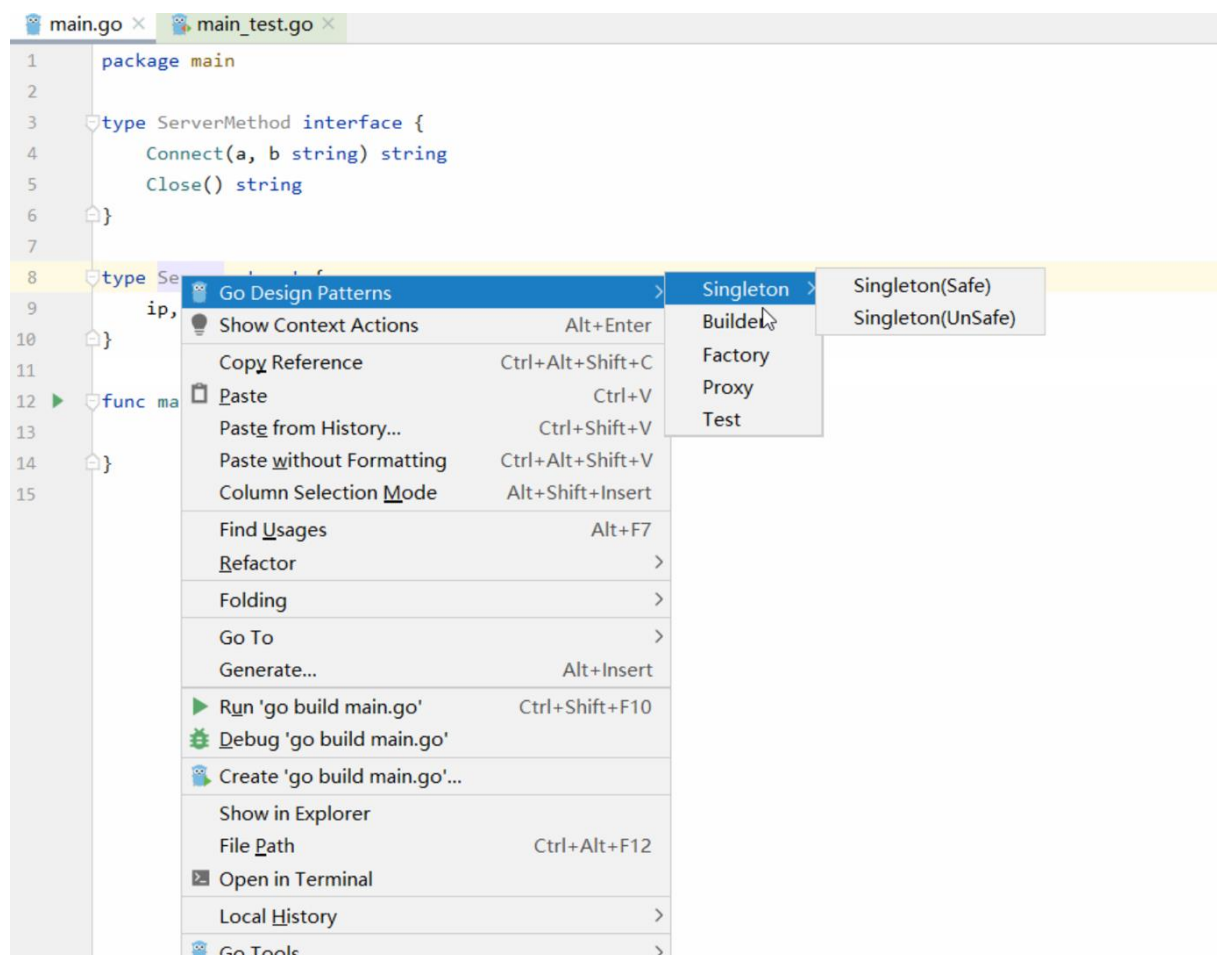 main.go main_test.go
1 package main
2
3 type ServerMethod interface {
4 Connect(a, b string) string
5 Close() string
6 }
7
8 type Se
9 ip,
10 }
11
12 func ma
13
14 }
15
Go Design Patterns
Show Context Actions Alt+Enter
Copy Reference Ctrl+Alt+Shift+C
Paste Ctrl+V
Paste from History... Ctrl+Shift+V
Paste without Formatting Ctrl+Alt+Shift+V
Column Selection Mode Alt+Shift+Insert
Find Usages Alt+F7
Refactor
Folding
Go To
Generate... Alt+Insert
Run 'go build main.go' Ctrl+Shift+F10
Debug 'go build main.go'
Create 'go build main.go'...
Show in Explorer
File Path Ctrl+Alt+F12
Open in Terminal
Local History
Go Tools
Singleton
Builder
Factory
Proxy
Test
Singleton(Safe)
Singleton(UnSafe)